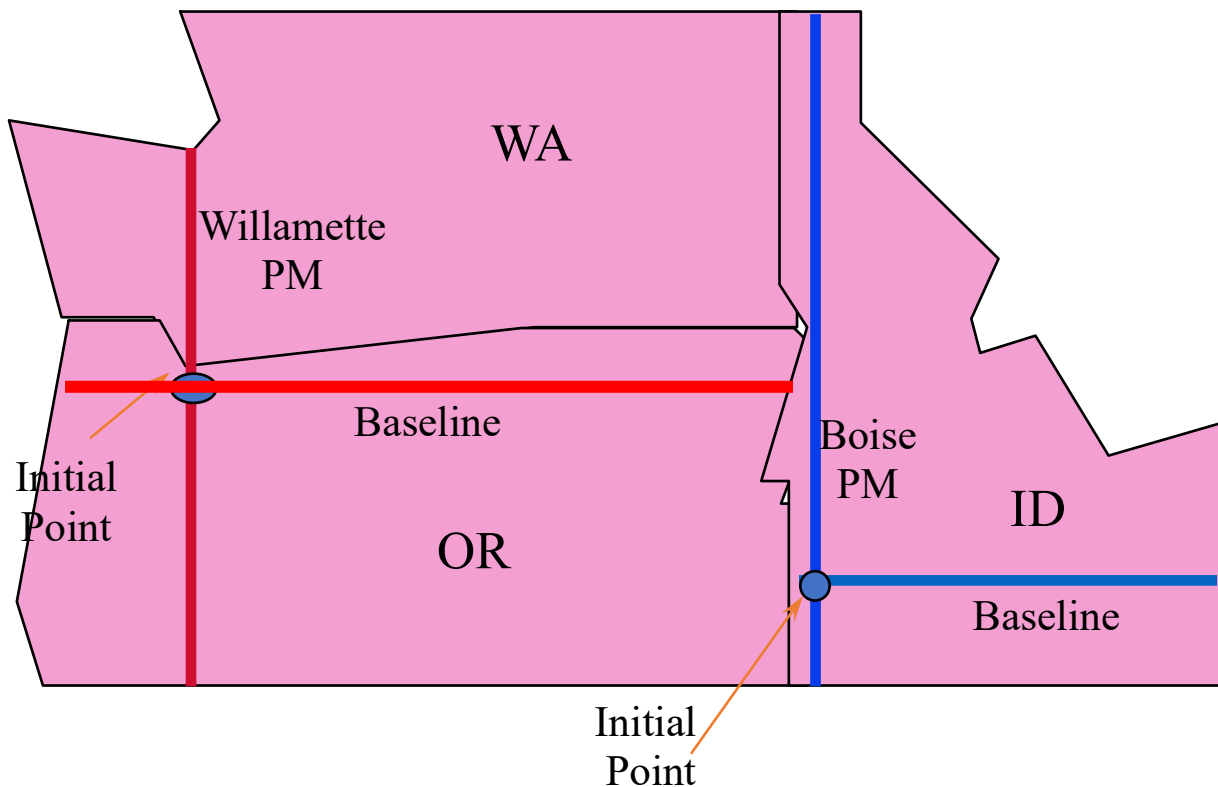 WA
Willamette
PM
Baseline
Initial
Point
OR
Boise
PM
ID
Baseline
Initial
Point